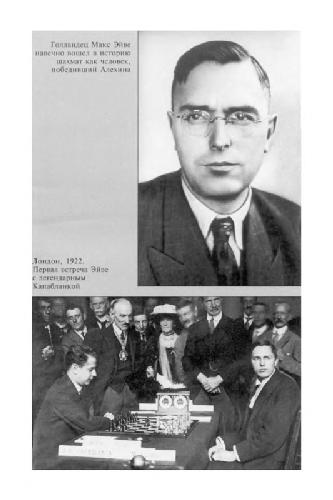 Голландец Макс Эйве
навечно вошел в историю
шахмат как человек,
победивший Алехина
Лондон, 1922.
Первая встреча Эйве
с легендарным
Капабланкой